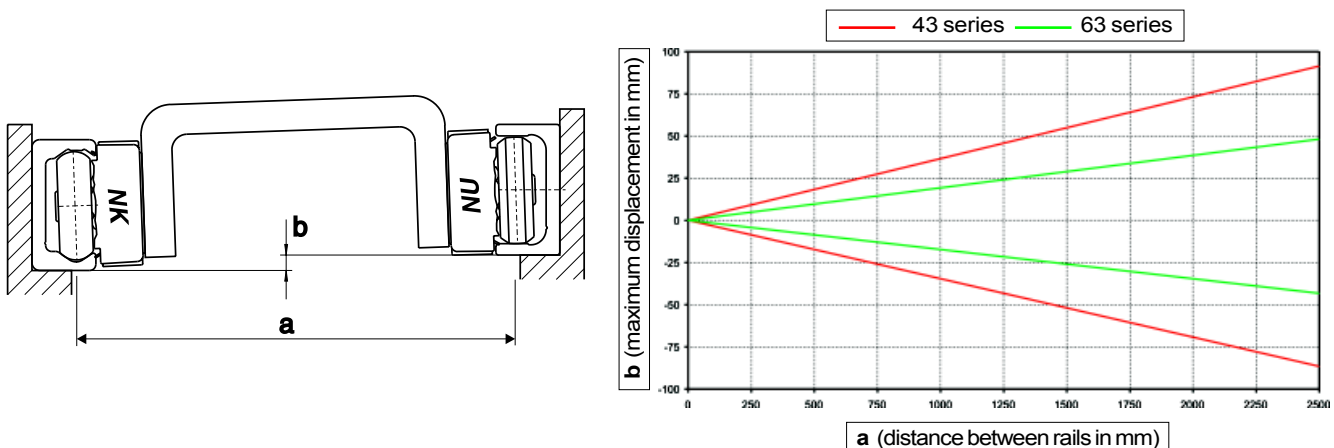 NK
NU
b
a
43 series 63 series
b (maximum displacement in mm)
100
75
50
25
0
-25
-50
-75
-100
0 250 500 750 1000 1250 1500 1750 2000 2250 2500
a (distance between rails in mm)